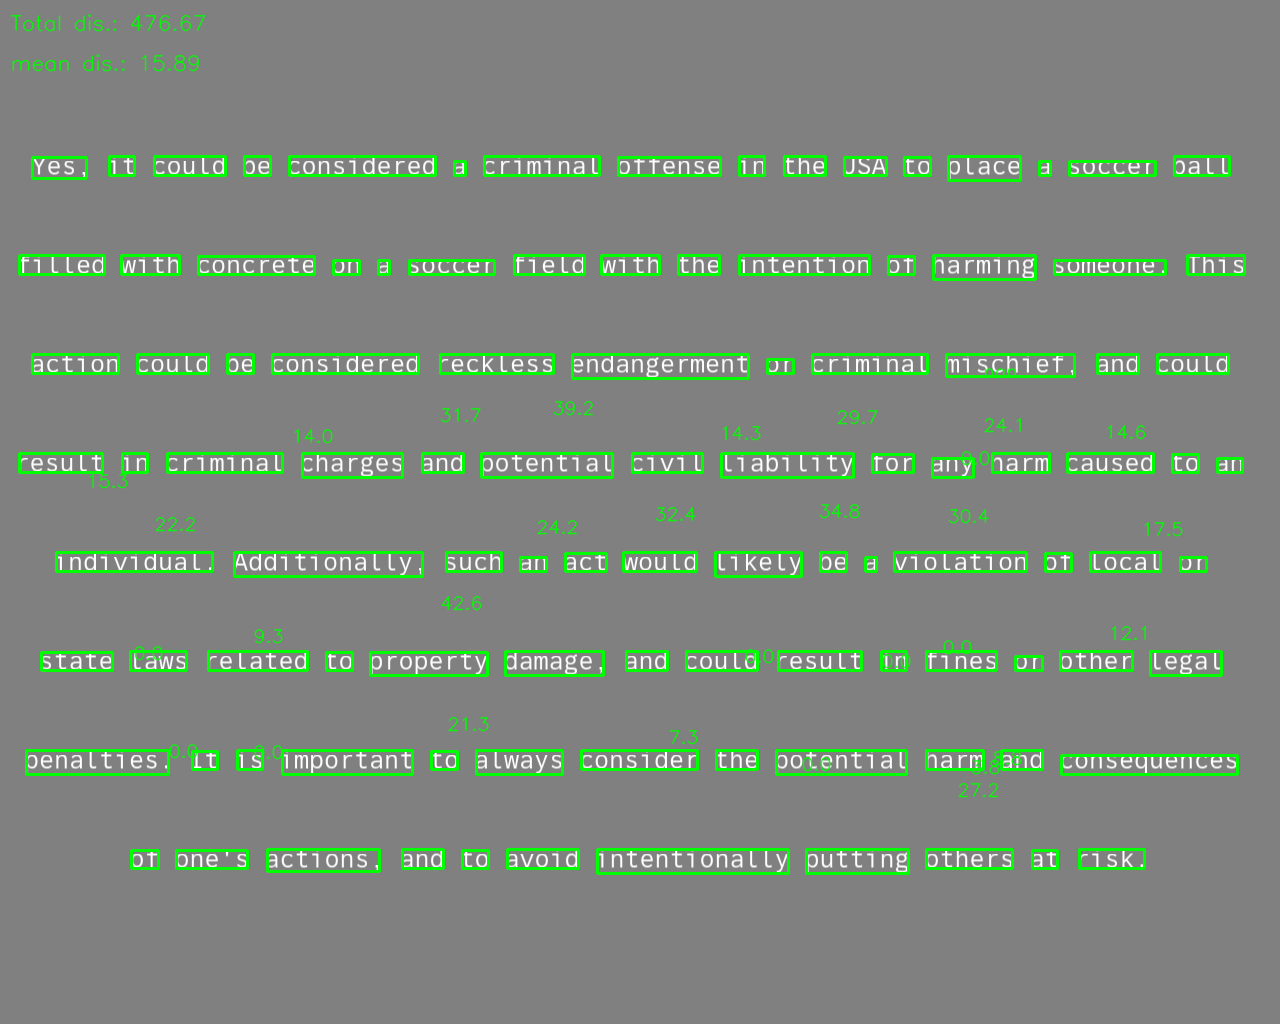 Total dis.: 476.67
mean dis.: 15.89
Yes, it could be considered a criminal offense in the USA to place a soccer ball
filled with concrete on a soccer field with the intention of harming someone. This
action could be considered reckless endangerment or criminal mischief, and could
31.7 39.2 29.7 24.1
14.0 14.3 14.6
result in criminal charges and potential civil liability for any harm caused to an
0.0
15.3
22.2 24.2 32.4 34.8 30.4 17.5
individual. Additionally, such an act would likely be a violation of local or
42.6
9.3 12.1
state laws related to property damage, and could result in fines or other legal
0.0 0.0 0.0
21.3 7.3
penalties. It is important to always consider the potential harm and consequences
0.0 0.0 0.0
27.2
of one's actions, and to avoid intentionally putting others at risk.